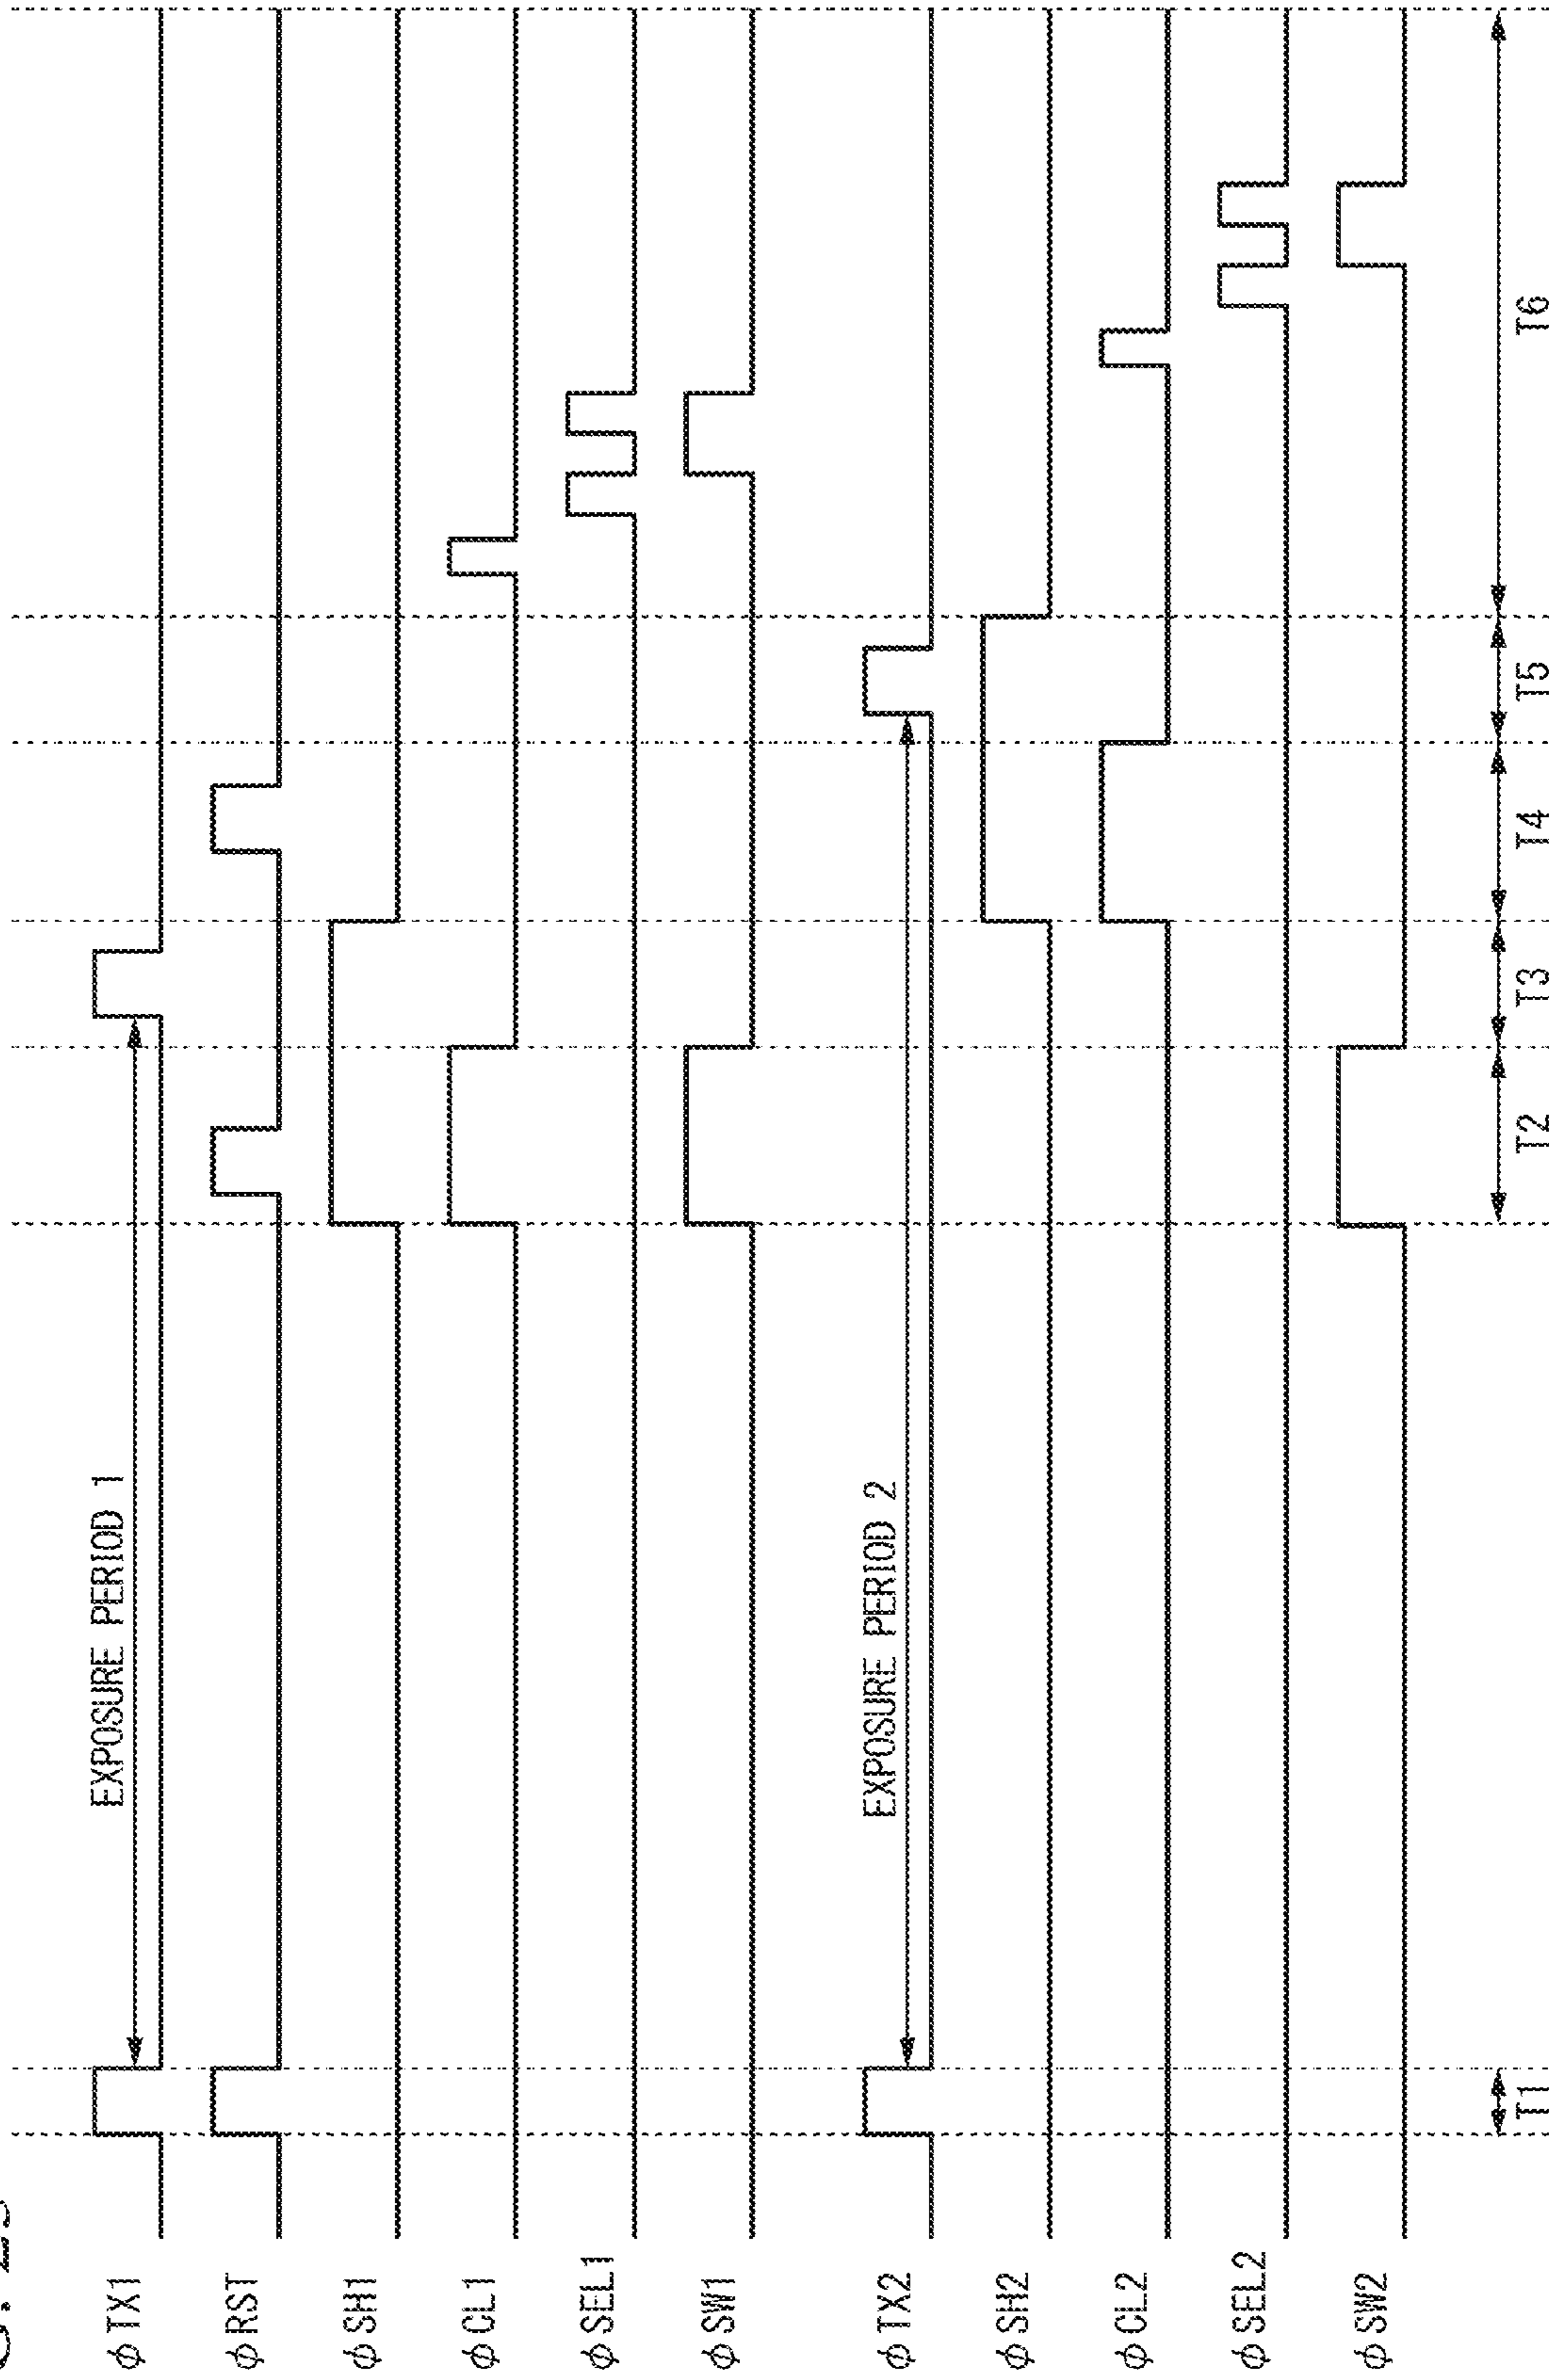 φTX1
EXPOSURE PERIOD 1
φRST
φSH1
φCL1
φSEL1
φSW1
φTX2
EXPOSURE PERIOD 2
φSH2
φCL2
φSEL2
φSW2
T1
T2
T3
T4
T5
T6